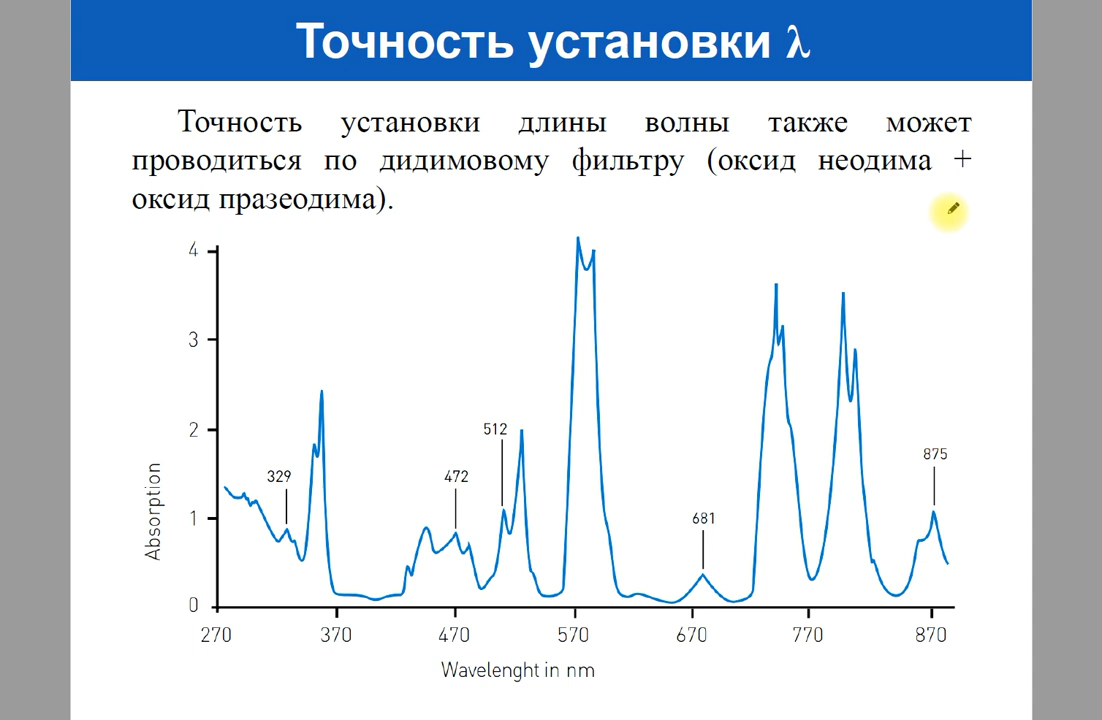 Точность установки λ
Точность установки длины волны также может
проводиться по дидимовому фильтру (оксид неодима +
оксид празеодима).
4
3
2
1
0
Absorption
329
472
512
681
875
270 370 470 570 670 770 870
Wavelenght in nm